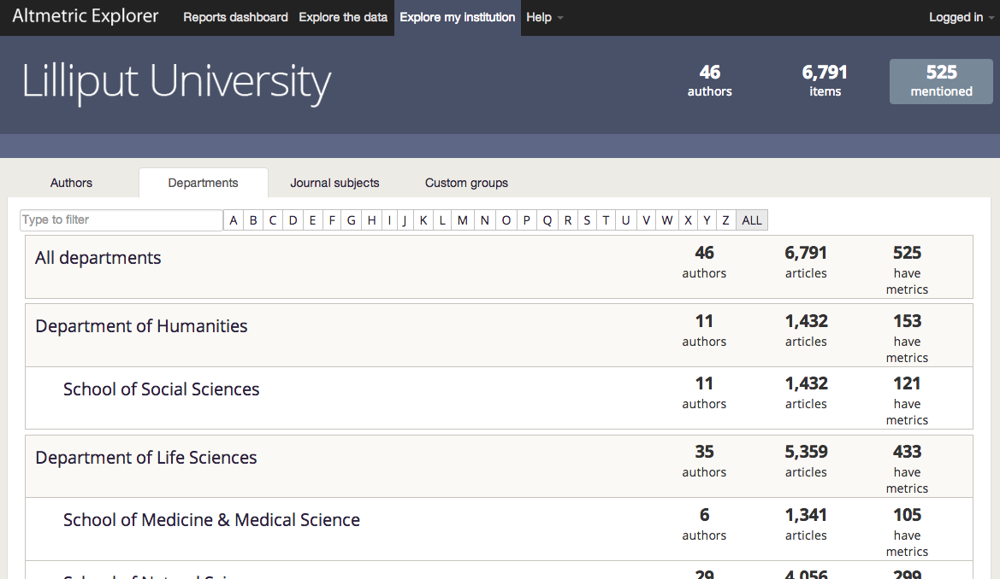 Altmetric Explorer Reports dashboard Explore the data Explore my institution Help Logged in
Lilliput University
46 6,791 525
authors items mentioned
Authors Departments Journal subjects Custom groups
Type to filter A B C D E F G H I J K L M N O P Q R S T U V W X Y Z ALL
All departments 46 6,791 525
authors articles have
metrics
Department of Humanities 11 1,432 153
authors articles have
metrics
School of Social Sciences 11 1,432 121
authors articles have
metrics
Department of Life Sciences 35 5,359 433
authors articles have
metrics
School of Medicine & Medical Science 6 1,341 105
authors articles have
metrics
School of 29 4,056 299